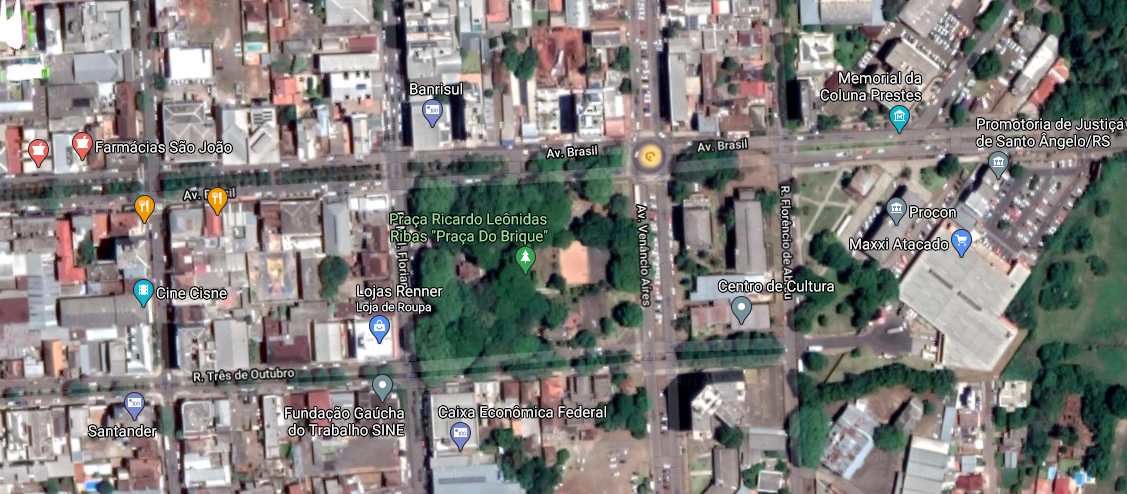 Memorial da
Coluna Prestes
Banrisul
Promotoria de Justiça
de Santo Ângelo/RS
Farmácias São João
Av. Brasil
Av. Brasil
Av. Brasil
Procon
Praça Ricardo Leônidas
Ribas "Praça Do Brique"
Maxxi Atacado
Av. Venâncio Aires
R. Florêncio de Abreu
Centro de Cultura
Cine Cisne
Lojas Renner
Loja de Roupa
R. Três de Outubro
Fundação Gaúcha
do Trabalho SINE
Caixa Econômica Federal
Santander